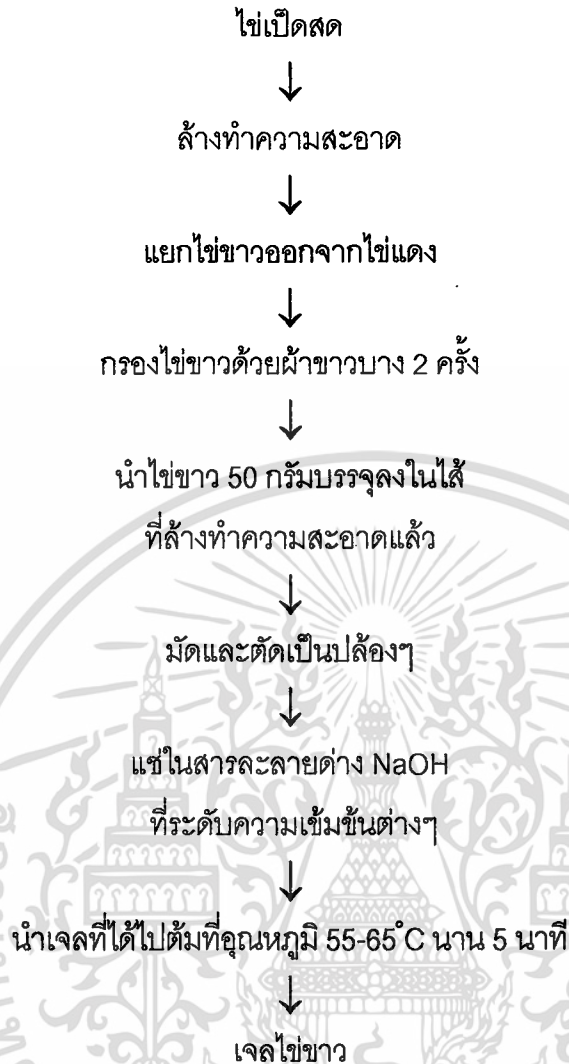 ไข่เป็ดสด
↓
ล้างทำความสะอาด
↓
แยกไข่ขาวออกจากไข่แดง
↓
กรองไข่ขาวด้วยผ้าขาวบาง 2 ครั้ง
↓
นำไข่ขาว 50 กรัมบรรจุลงในไส้
ที่ล้างทำความสะอาดแล้ว
↓
มัดและตัดเป็นปล้องๆ
↓
แช่ในสารละลายด่าง NaOH
ที่ระดับความเข้มข้นต่างๆ
↓
นำเจลที่ได้ไปต้มที่อุณหภูมิ 55-65°C นาน 5 นาที
↓
เจลไข่ขาว